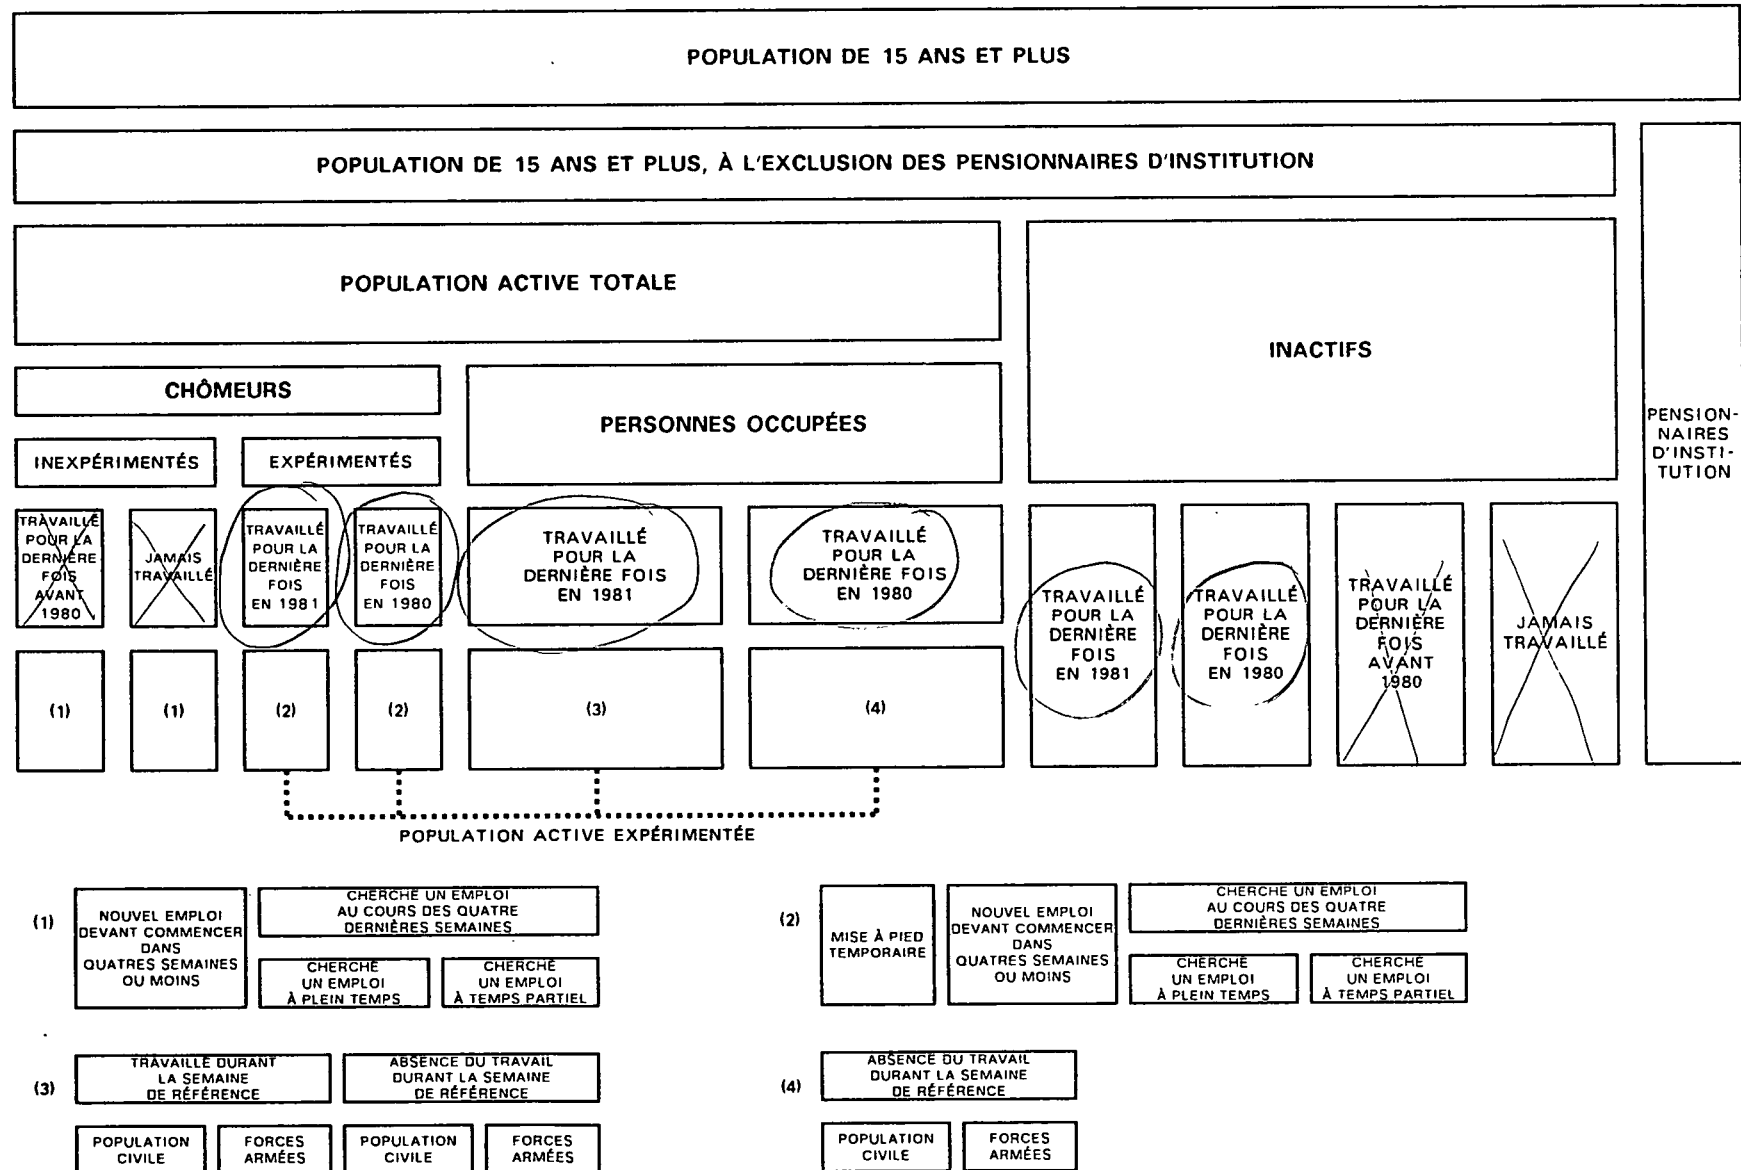 POPULATION DE 15 ANS ET PLUS
POPULATION DE 15 ANS ET PLUS, À L'EXCLUSION DES PENSIONNAIRES D'INSTITUTION
POPULATION ACTIVE TOTALE
INACTIFS
PENSION-
NAIRES
D'INSTI-
TUTION
CHÔMEURS
PERSONNES OCCUPÉES
INEXPÉRIMENTÉS
EXPÉRIMENTÉS
TRAVAILLÉ
POUR LA
DERNIÈRE
FOIS
AVANT
1980
JAMAIS
TRAVAILLÉ
TRAVAILLÉ
POUR LA
DERNIÈRE
FOIS
EN 1981
TRAVAILLÉ
POUR LA
DERNIÈRE
FOIS
EN 1980
TRAVAILLÉ
POUR LA
DERNIÈRE FOIS
EN 1981
TRAVAILLÉ
POUR LA
DERNIÈRE FOIS
EN 1980
TRAVAILLÉ
POUR LA
DERNIÈRE
FOIS
EN 1981
TRAVAILLÉ
POUR LA
DERNIÈRE
FOIS
EN 1980
TRAVAILLÉ
POUR LA
DERNIÈRE
FOIS
AVANT
1980
JAMAIS
TRAVAILLÉ
(1)
(1)
(2)
(2)
(3)
(4)
POPULATION ACTIVE EXPÉRIMENTÉE
(1)
NOUVEL EMPLOI
DEVANT COMMENCER
DANS
QUATRES SEMAINES
OU MOINS
CHERCHÉ UN EMPLOI
AU COURS DES QUATRE
DERNIÈRES SEMAINES
CHERCHÉ
UN EMPLOI
À PLEIN TEMPS
CHERCHÉ
UN EMPLOI
À TEMPS PARTIEL
(2)
MISE À PIED
TEMPORAIRE
NOUVEL EMPLOI
DEVANT COMMENCER
DANS
QUATRES SEMAINES
OU MOINS
CHERCHÉ UN EMPLOI
AU COURS DES QUATRE
DERNIÈRES SEMAINES
CHERCHÉ
UN EMPLOI
À PLEIN TEMPS
CHERCHÉ
UN EMPLOI
À TEMPS PARTIEL
(3)
TRAVAILLÉ DURANT
LA SEMAINE
DE RÉFÉRENCE
ABSENCE DU TRAVAIL
DURANT LA SEMAINE
DE RÉFÉRENCE
POPULATION
CIVILE
FORCES
ARMÉES
POPULATION
CIVILE
FORCES
ARMÉES
(4)
ABSENCE DU TRAVAIL
DURANT LA SEMAINE
DE RÉFÉRENCE
POPULATION
CIVILE
FORCES
ARMÉES